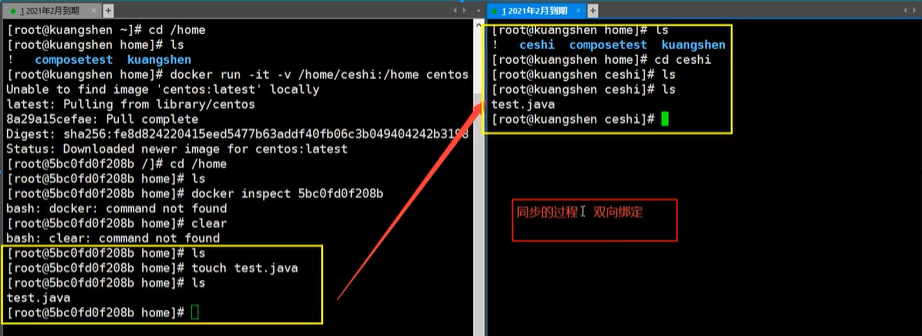 1 2021年2月到期 × +
[root@kuangshen ~]# cd /home
[root@kuangshen home]# ls
!   composetest  kuangshen
[root@kuangshen home]# docker run -it -v /home/ceshi:/home centos
Unable to find image 'centos:latest' locally
latest: Pulling from library/centos
8a29a15cefae: Pull complete
Digest: sha256:fe8d824220415eed5477b63addf40fb06c3b049404242b31
Status: Downloaded newer image for centos:latest
[root@5bc0fd0f208b /]# cd /home
[root@5bc0fd0f208b home]# ls
[root@5bc0fd0f208b home]# docker inspect 5bc0fd0f208b
bash: docker: command not found
[root@5bc0fd0f208b home]# clear
bash: clear: command not found
[root@5bc0fd0f208b home]# ls
[root@5bc0fd0f208b home]# touch test.java
[root@5bc0fd0f208b home]# ls
test.java
[root@5bc0fd0f208b home]#
1 2021年2月到期 × +
[root@kuangshen home]# ls
!   ceshi  composetest  kuangshen
[root@kuangshen home]# cd ceshi
[root@kuangshen ceshi]# ls
[root@kuangshen ceshi]# ls
test.java
[root@kuangshen ceshi]#
同步的过程 双向绑定